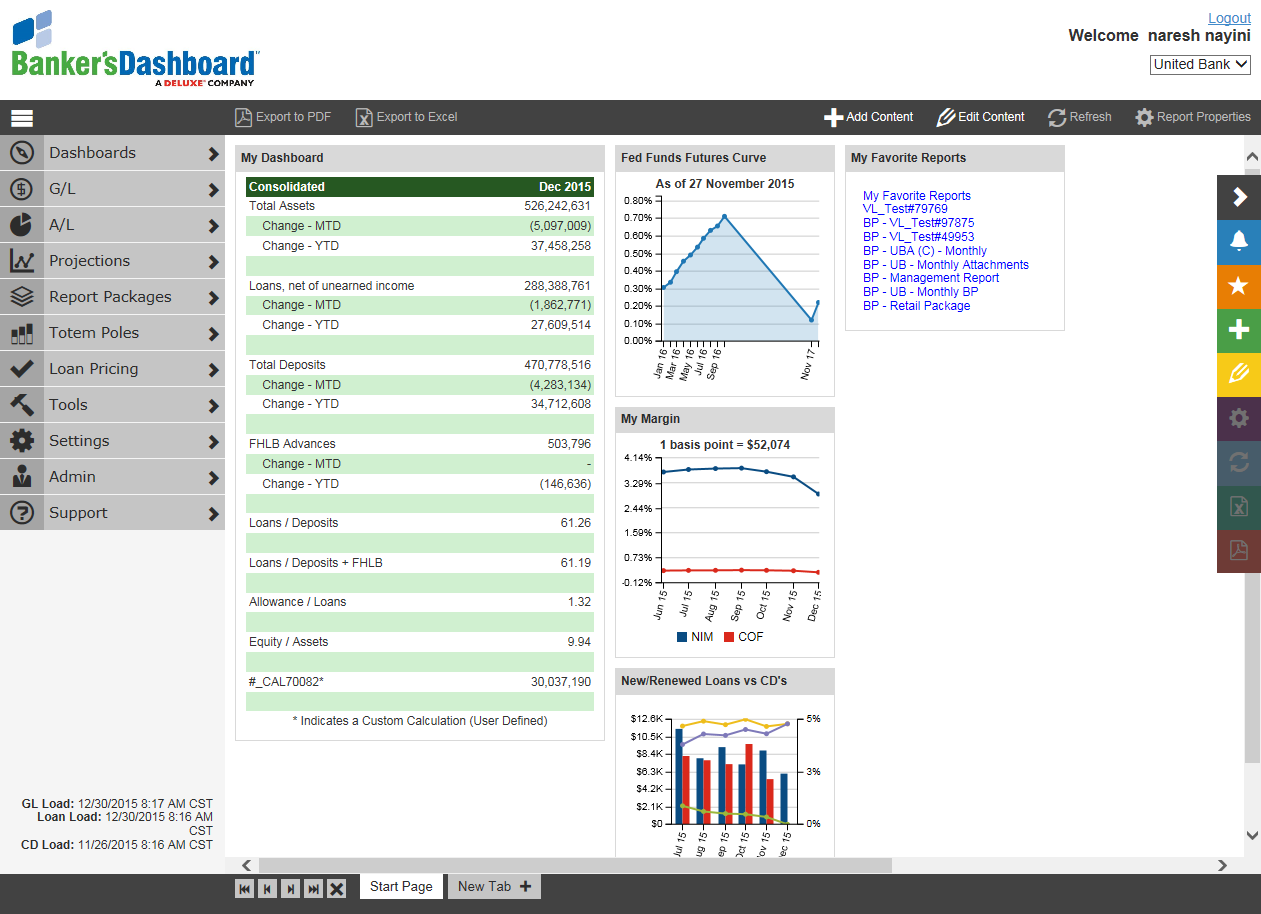 Logout
Welcome naresh nayini
Banker'sDashboard
A DELUXE COMPANY
United Bank
Export to PDF
Export to Excel
Add Content
Edit Content
Refresh
Report Properties
Dashboards
G/L
A/L
Projections
Report Packages
Totem Poles
Loan Pricing
Tools
Settings
Admin
Support
GL Load: 12/30/2015 8:17 AM CST
Loan Load: 12/30/2015 8:16 AM
CST
CD Load: 11/26/2015 8:16 AM CST
My Dashboard
Consolidated Dec 2015
Total Assets 526,242,631
Change - MTD (5,097,009)
Change - YTD 37,458,258
Loans, net of unearned income 288,388,761
Change - MTD (1,862,771)
Change - YTD 27,609,514
Total Deposits 470,778,516
Change - MTD (4,283,134)
Change - YTD 34,712,608
FHLB Advances 503,796
Change - MTD -
Change - YTD (146,636)
Loans / Deposits 61.26
Loans / Deposits + FHLB 61.19
Allowance / Loans 1.32
Equity / Assets 9.94
#_CAL70082* 30,037,190
* Indicates a Custom Calculation (User Defined)
Fed Funds Futures Curve
As of 27 November 2015
0.80%
0.70%
0.60%
0.50%
0.40%
0.30%
0.20%
0.10%
0.00%
Jan 16
Mar 16
May 16
Jul 16
Sep 16
Nov 17
My Margin
1 basis point = $52,074
4.14%
3.29%
2.44%
1.59%
0.73%
-0.12%
Jun 15
Jul 15
Aug 15
Sep 15
Oct 15
Nov 15
Dec 15
NIM COF
New/Renewed Loans vs CD's
$12.6K
$10.5K
$8.4K
$6.3K
$4.2K
$2.1K
$0
5%
3%
0%
Jul 15
ug 15
ep 15
Oct 15
ov 15
ec 15
My Favorite Reports
My Favorite Reports
VL_Test#79769
BP - VL_Test#97875
BP - VL_Test#49953
BP - UBA (C) - Monthly
BP - UB - Monthly Attachments
BP - Management Report
BP - UB - Monthly BP
BP - Retail Package
Start Page
New Tab